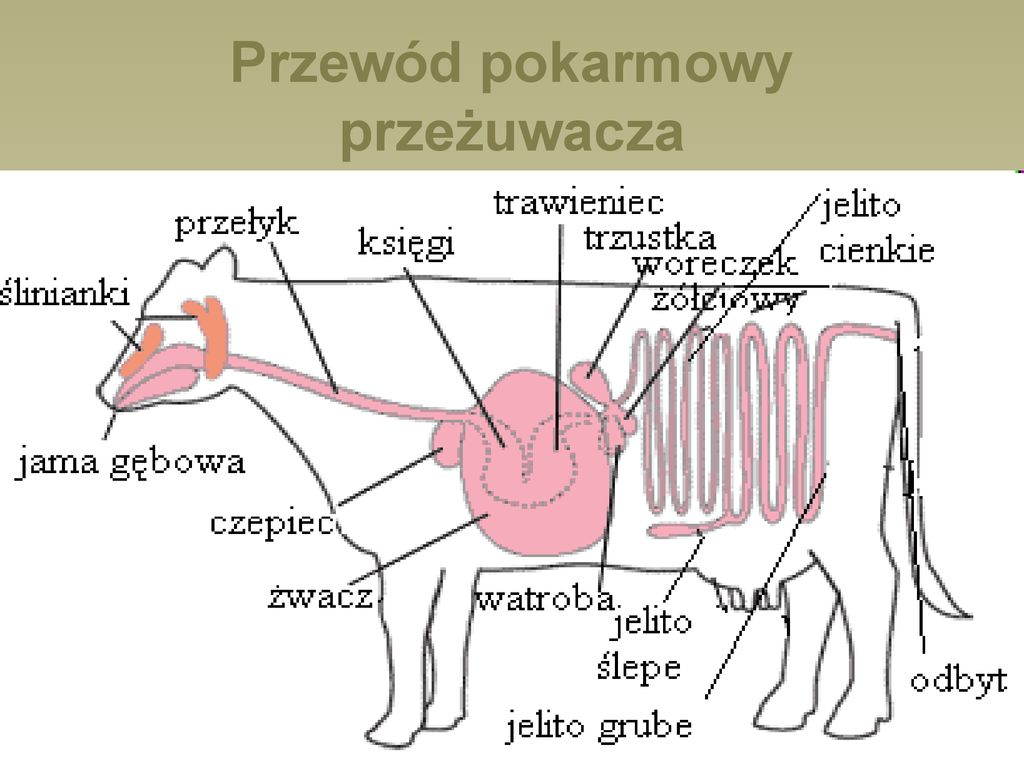 Przewód pokarmowy
przeżuwacza
trawieniec
jelito
cienkie
przełyk
księgi
trzustka
woreczek
żółciowy
ślinianki
jama gębowa
czepiec
żwacz
watroba
jelito
ślepe
odbyt
jelito grube